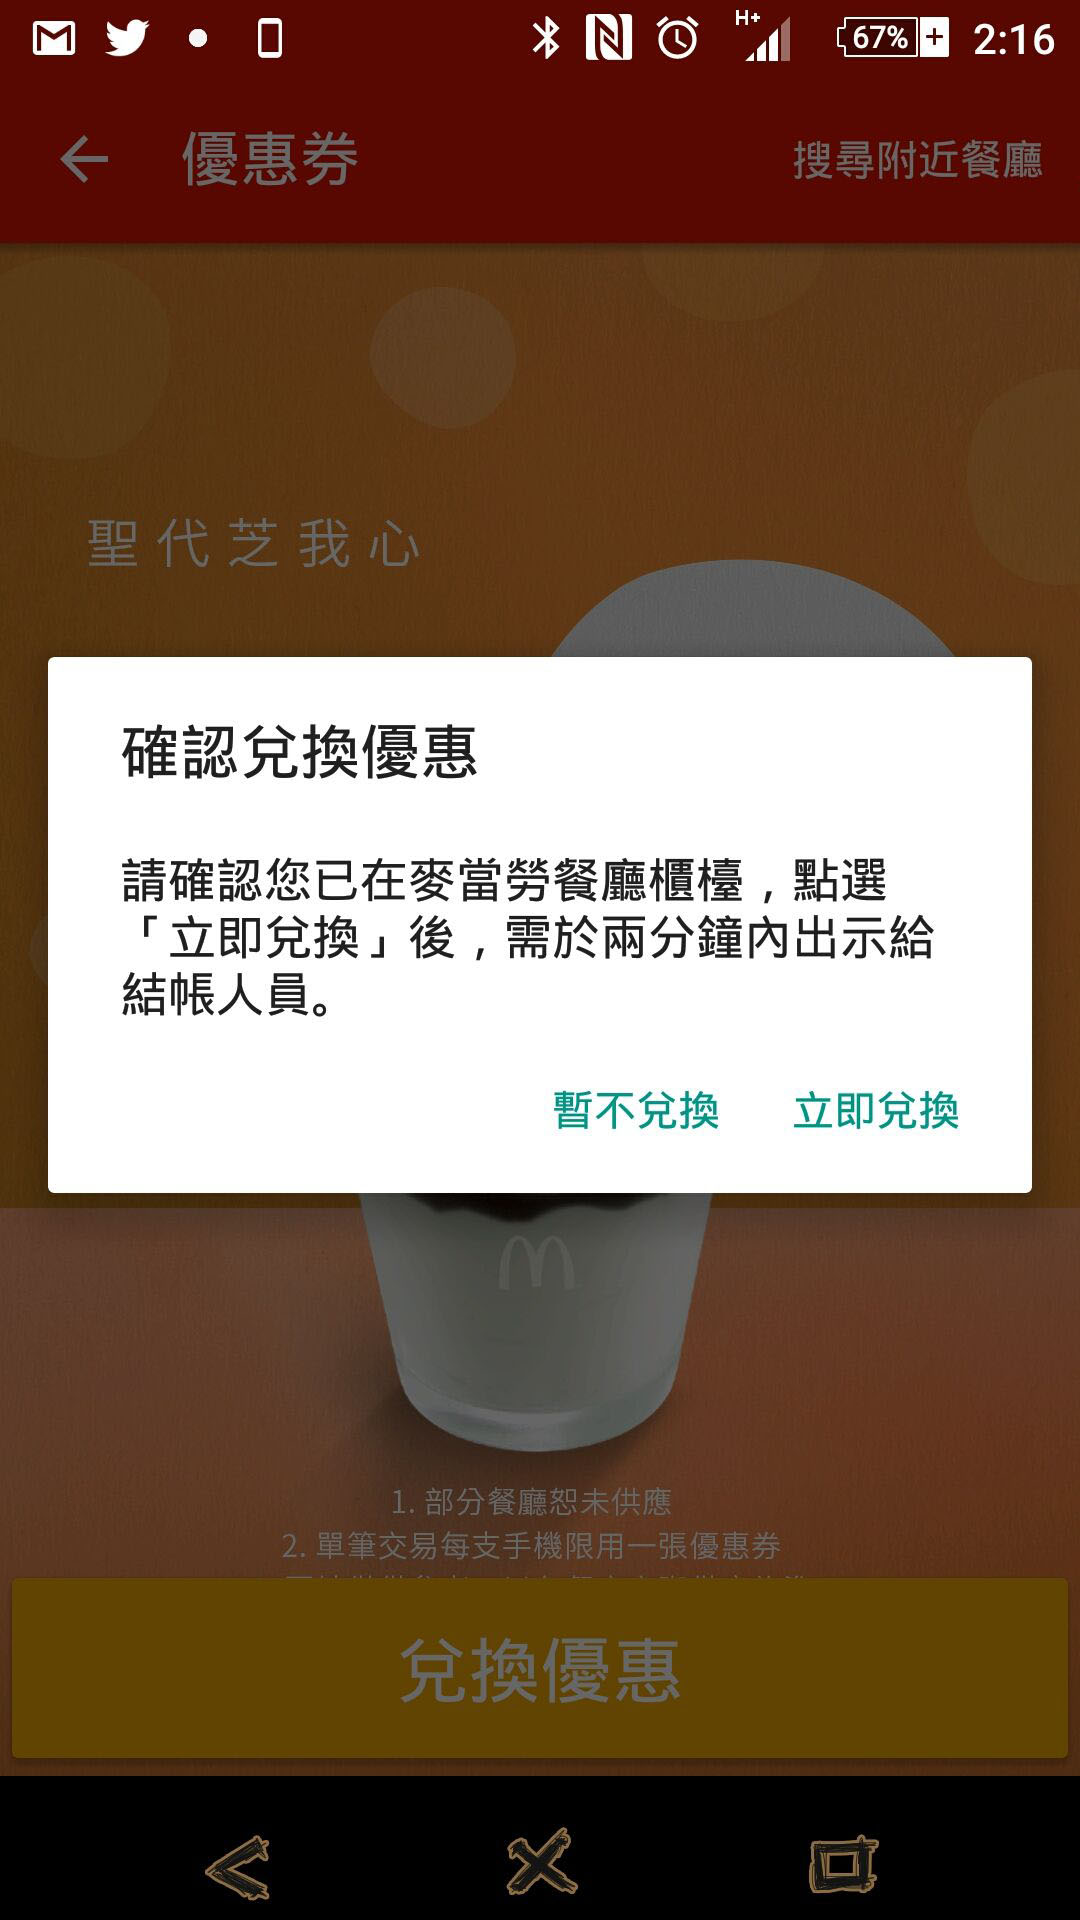 H+
67%
2:16
優惠券
搜尋附近餐廳
聖代芝我心
確認兌換優惠
請確認您已在麥當勞餐廳櫃檯，點選
「立即兌換」後，需於兩分鐘內出示給
結帳人員。
暫不兌換
立即兌換
1. 部分餐廳恕未供應
2. 單筆交易每支手機限用一張優惠券
兌換優惠